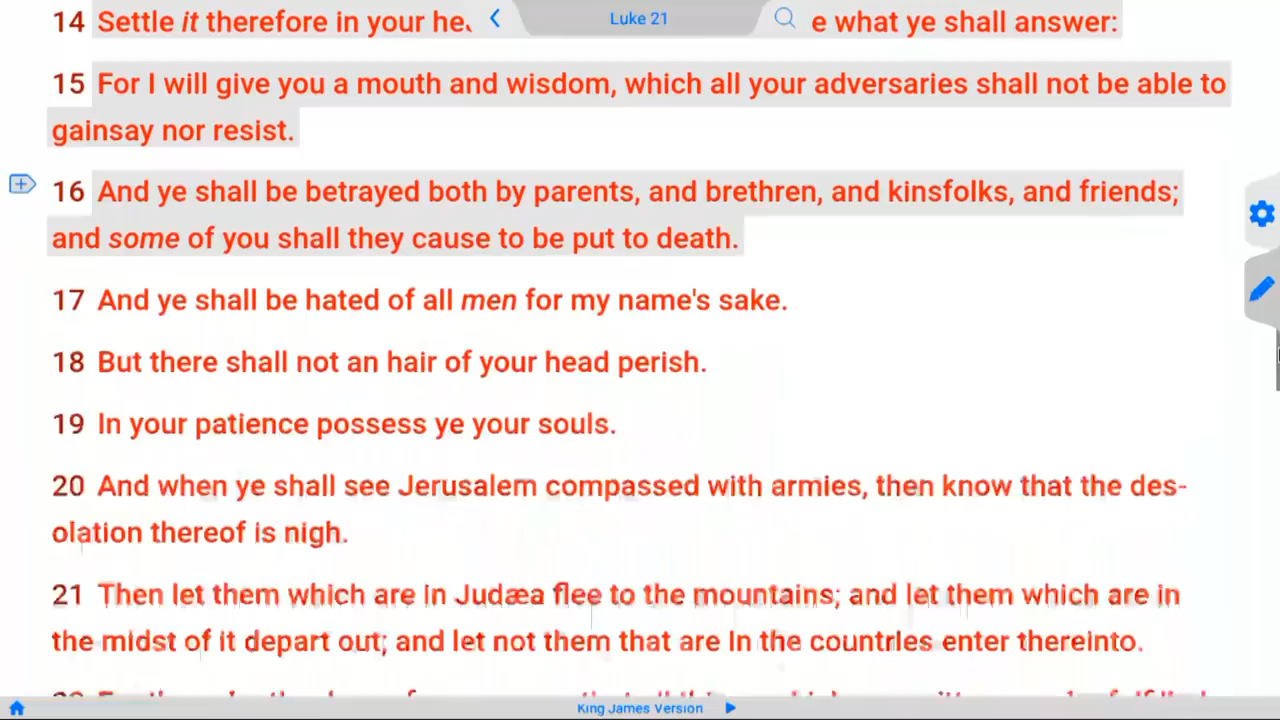 Luke 21
14 Settle it therefore in your what ye shall answer:
15 For I will give you a mouth and wisdom, which all your adversaries shall not be able to
gainsay nor resist.
16 And ye shall be betrayed both by parents, and brethren, and kinsfolks, and friends;
and some of you shall they cause to be put to death.
17 And ye shall be hated of all men for my name's sake.
18 But there shall not an hair of your head perish.
19 In your patience possess ye your souls.
20 And when ye shall see Jerusalem compassed with armies, then know that the des-
olation thereof is nigh.
21 Then let them which are in Judæa flee to the mountains; and let them which are in
the midst of it depart out; and let not them that are in the countries enter thereinto.
King James Version